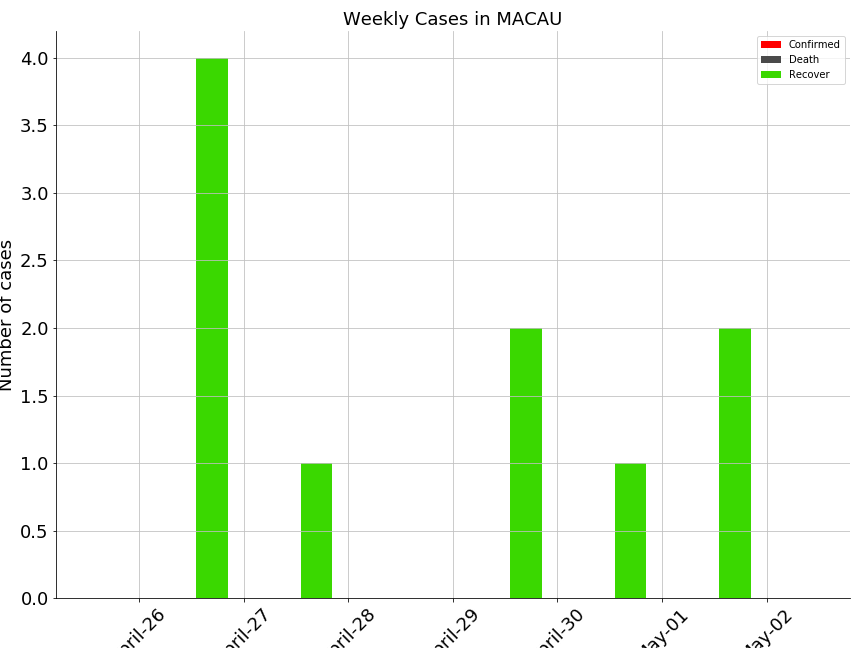 Weekly Cases in MACAU
Confirmed
Death
Recover
Number of cases
4.0
3.5
3.0
2.5
2.0
1.5
1.0
0.5
0.0
pril-26
pril-27
pril-28
pril-29
pril-30
May-01
May-02